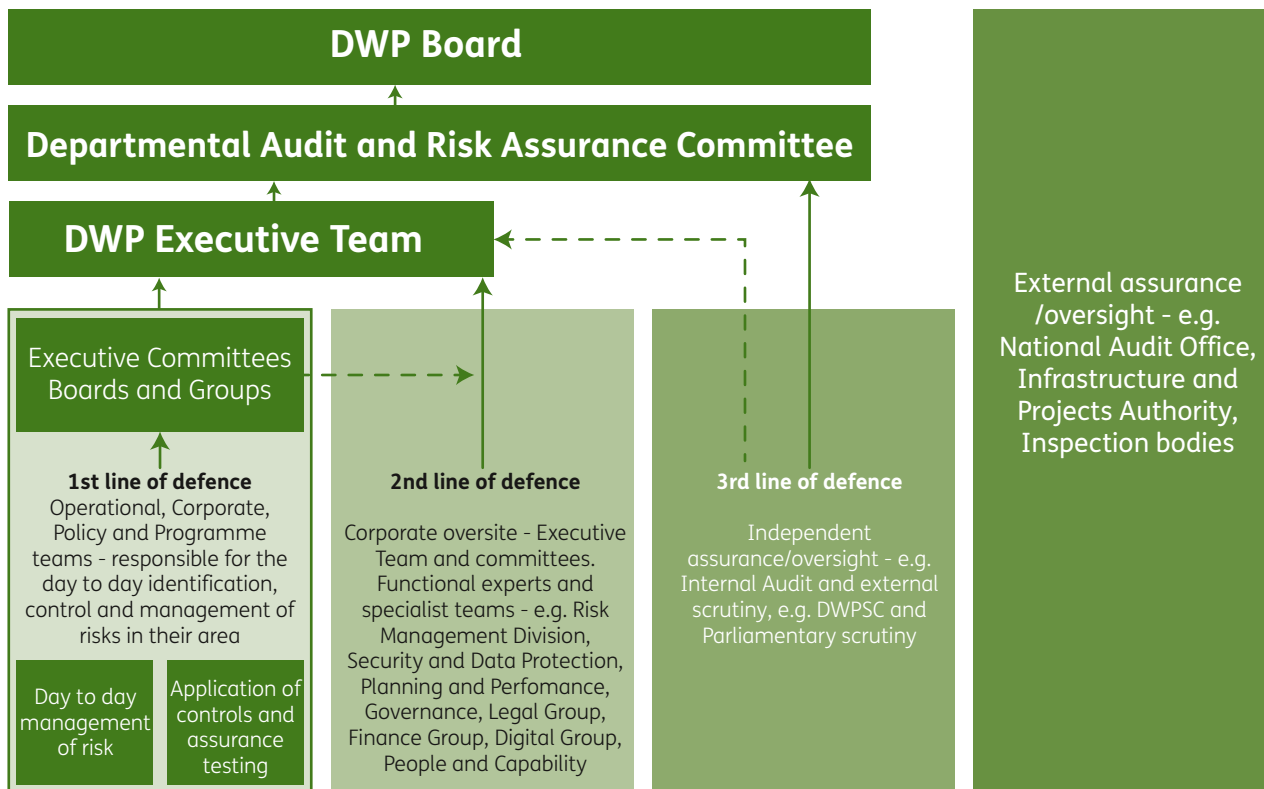 DWP Board
Departmental Audit and Risk Assurance Committee
DWP Executive Team
Executive Committees
Boards and Groups
1st line of defence
Operational, Corporate,
Policy and Programme
teams - responsible for the
day to day identification,
control and management of
risks in their area
Day to day
management
of risk
Application of
controls and
assurance
testing
2nd line of defence
Corporate oversite - Executive
Team and committees.
Functional experts and
specialist teams - e.g. Risk
Management Division,
Security and Data Protection,
Planning and Perfomance,
Governance, Legal Group,
Finance Group, Digital Group,
People and Capability
3rd line of defence
Independent
assurance/oversight - e.g.
Internal Audit and external
scrutiny, e.g. DWPSC and
Parliamentary scrutiny
External assurance
/oversight - e.g.
National Audit Office,
Infrastructure and
Projects Authority,
Inspection bodies